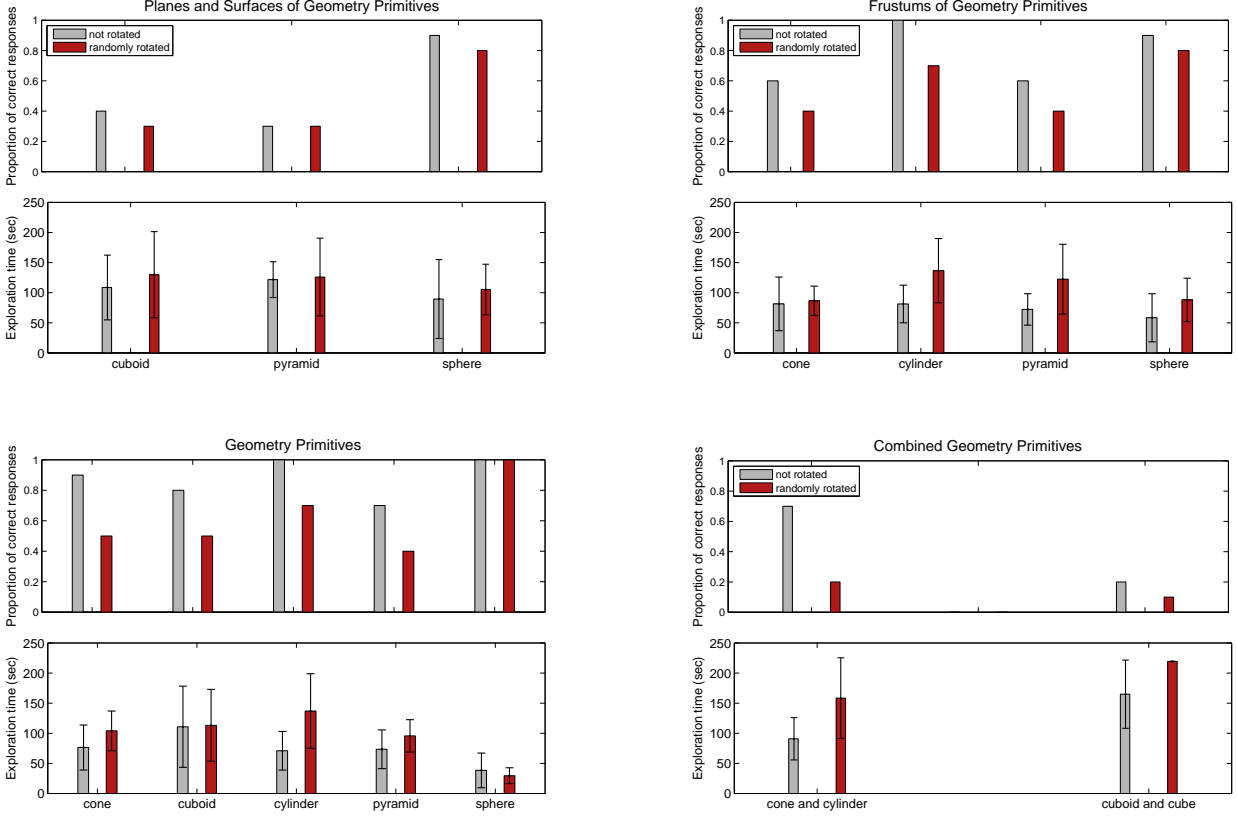 Planes and Surfaces of Geometry Primitives
Proportion of correct responses
1
0.8
0.6
0.4
0.2
0
not rotated
randomly rotated
Exploration time (sec)
250
200
150
100
50
0
cuboid pyramid sphere
Frustums of Geometry Primitives
Proportion of correct responses
1
0.8
0.6
0.4
0.2
0
not rotated
randomly rotated
Exploration time (sec)
250
200
150
100
50
0
cone cylinder pyramid sphere
Geometry Primitives
Proportion of correct responses
1
0.8
0.6
0.4
0.2
0
Exploration time (sec)
250
200
150
100
50
0
cone cuboid cylinder pyramid sphere
Combined Geometry Primitives
Proportion of correct responses
1
0.8
0.6
0.4
0.2
0
not rotated
randomly rotated
Exploration time (sec)
250
200
150
100
50
0
cone and cylinder cuboid and cube